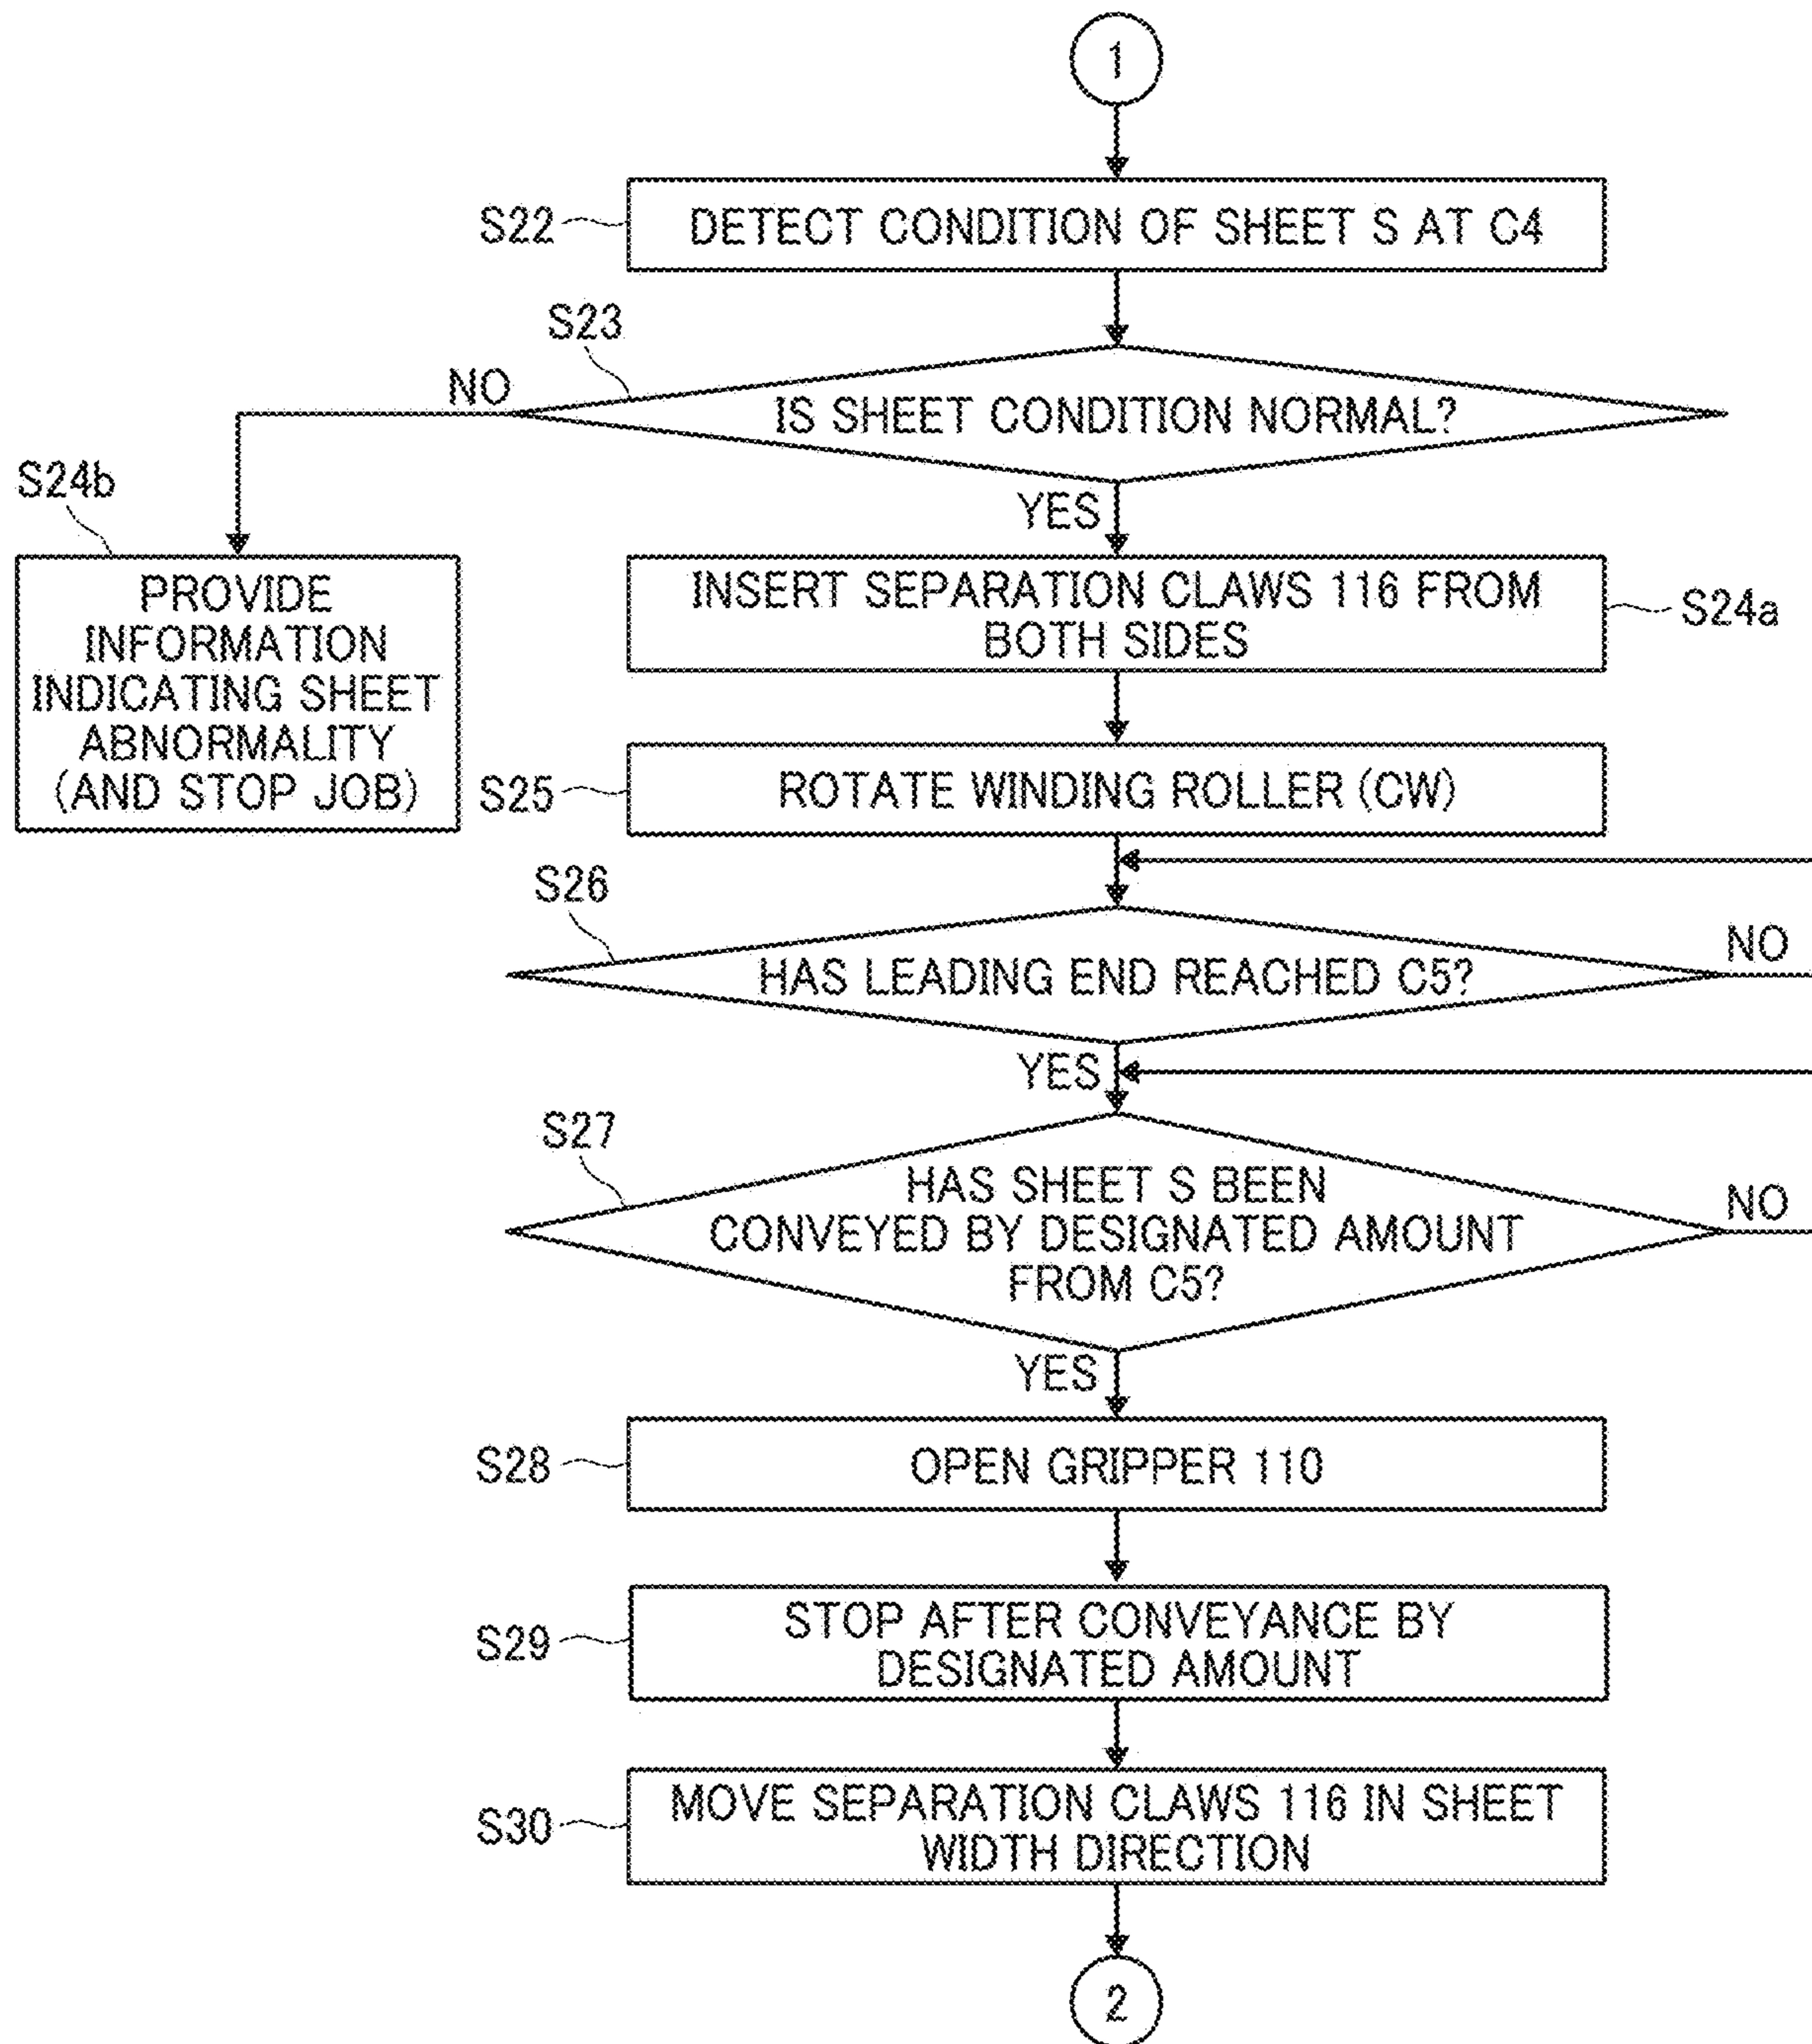 1
S22
DETECT CONDITION OF SHEET S AT C4
S23
NO
IS SHEET CONDITION NORMAL?
S24b
YES
PROVIDE
INFORMATION
INDICATING SHEET
ABNORMALITY
(AND STOP JOB)
INSERT SEPARATION CLAWS 116 FROM
BOTH SIDES
S24a
S25
ROTATE WINDING ROLLER (CW)
S26
HAS LEADING END REACHED C5?
NO
YES
S27
HAS SHEET S BEEN
CONVEYED BY DESIGNATED AMOUNT
FROM C5?
NO
YES
S28
OPEN GRIPPER 110
S29
STOP AFTER CONVEYANCE BY
DESIGNATED AMOUNT
S30
MOVE SEPARATION CLAWS 116 IN SHEET
WIDTH DIRECTION
2